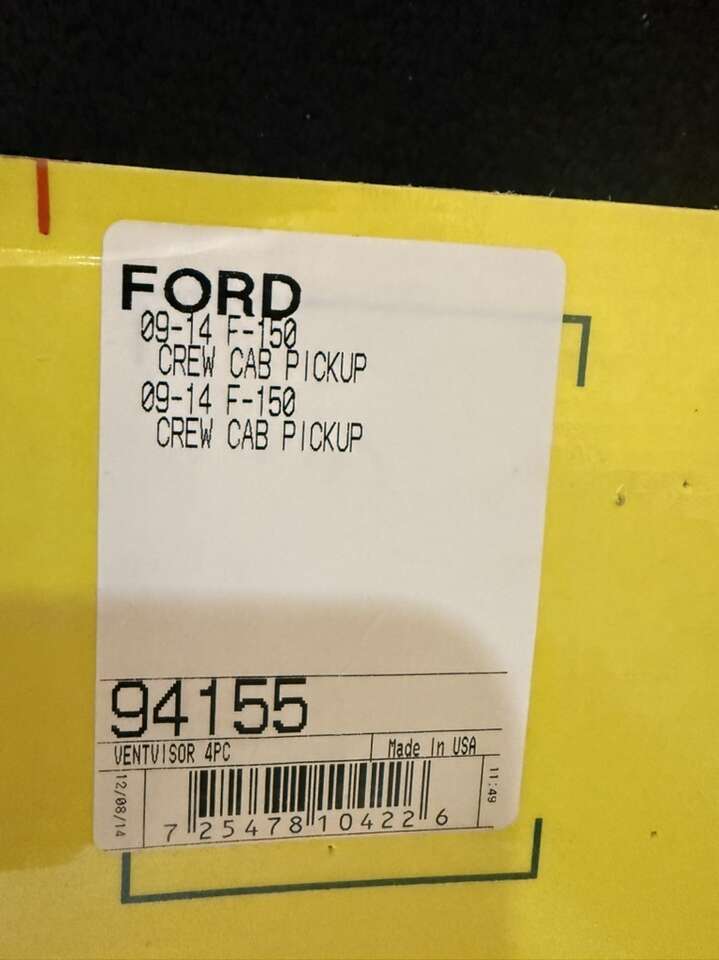 FORD
09-14 F-150
CREW CAB PICKUP
09-14 F-150
CREW CAB PICKUP
94155
VENTVISOR 4PC
Made In USA
12/08/14
11:49
7 25478 10422 6